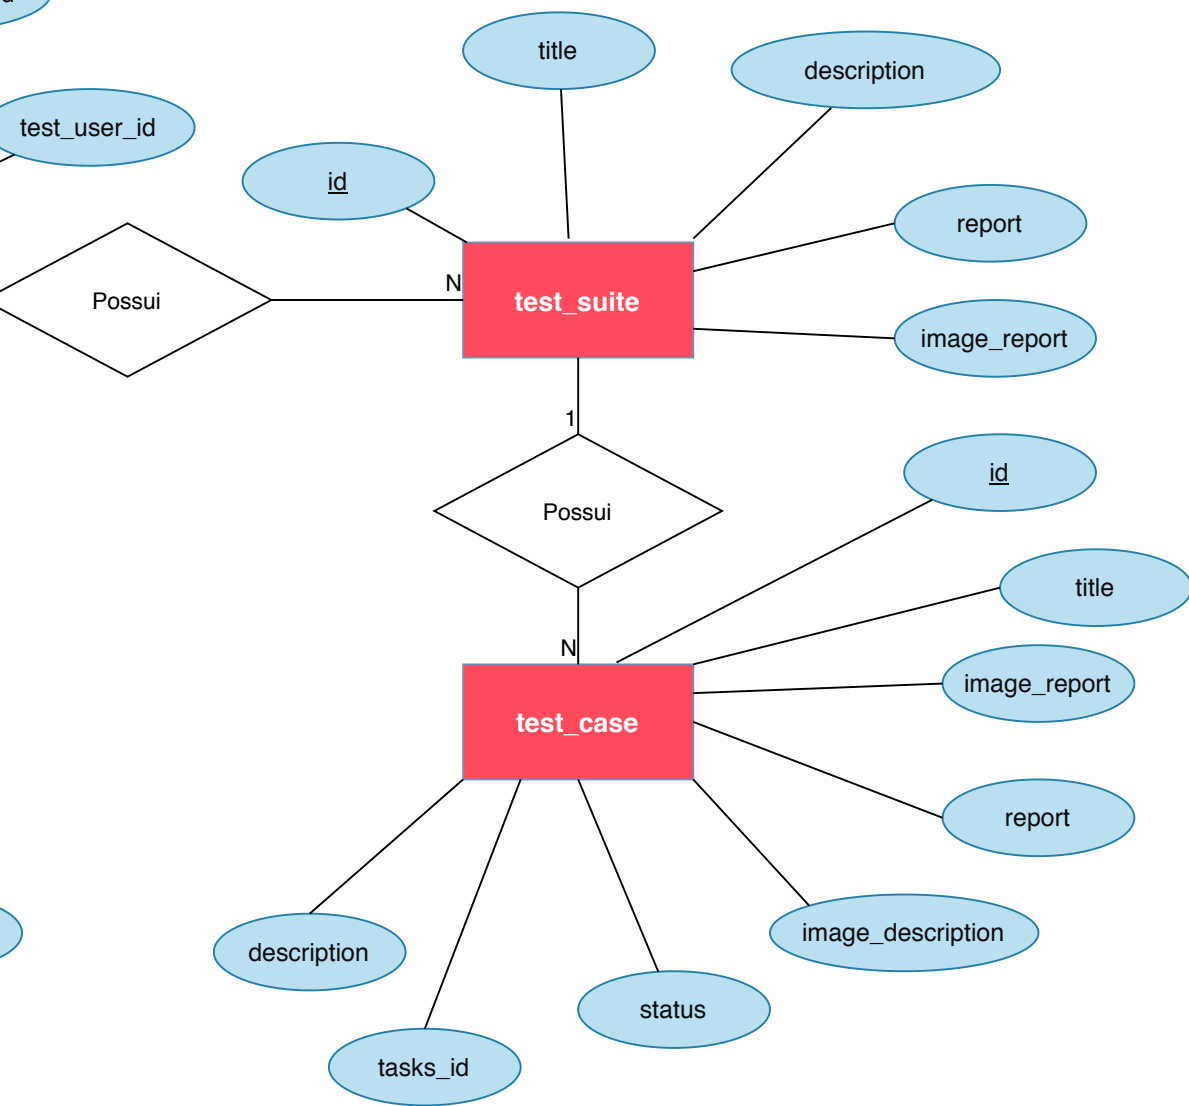 title
description
test_user_id
id
report
N
Possui
test_suite
image_report
1
id
Possui
title
N
image_report
test_case
report
image_description
description
status
tasks_id